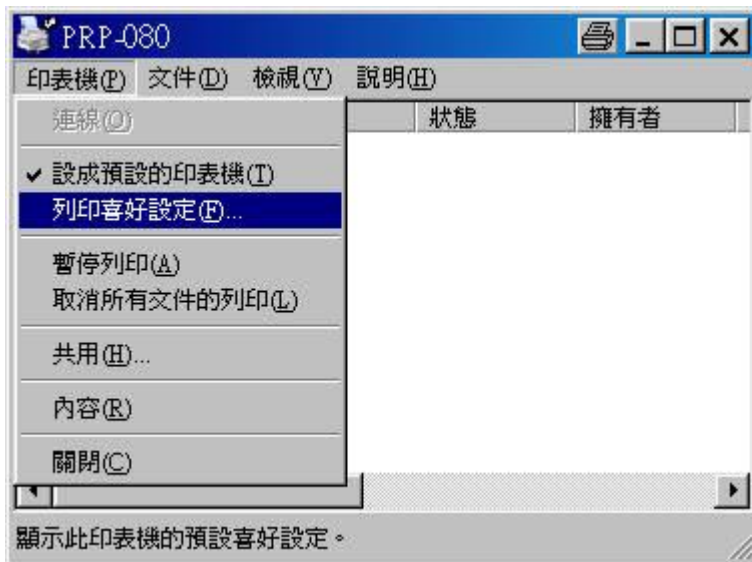 PRP-080
印表機(P) 文件(D) 檢視(V) 說明(H)
連線(O)
狀態 擁有者
設成預設的印表機(T)
列印喜好設定(F)...
暫停列印(A)
取消所有文件的列印(L)
共用(H)...
內容(R)
關閉(C)
顯示此印表機的預設喜好設定。